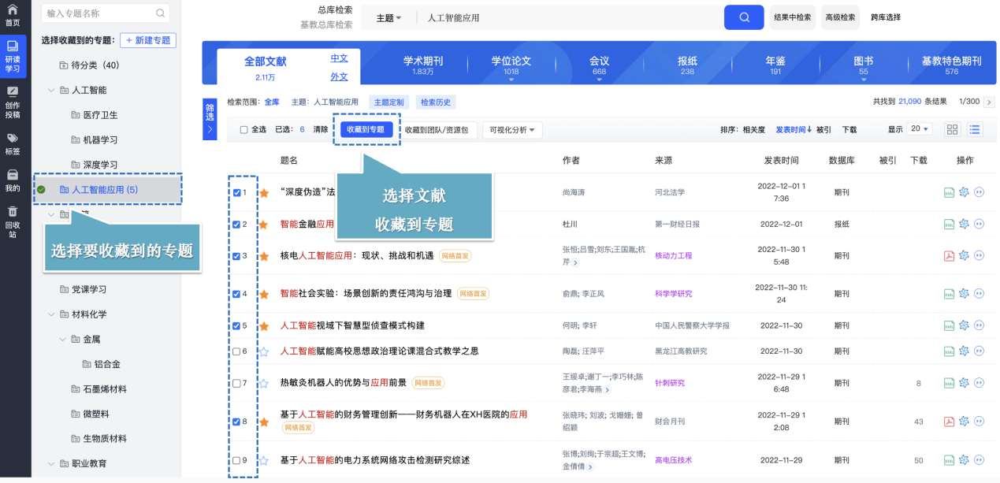 首页
研读
学习
创作
投稿
标签
我的
回收
站
输入专题名称
选择收藏到的专题：
+ 新建专题
待分类（40）
人工智能
医疗卫生
机器学习
深度学习
人工智能应用 (5)
选择要收藏到的专题
党课学习
材料化学
金属
铝合金
石墨烯材料
微塑料
生物质材料
职业教育
总库检索
基教总库检索
主题
人工智能应用
结果中检索
高级检索
跨库选择
全部文献
2.11万
中文
外文
学术期刊
1.83万
学位论文
1018
会议
668
报纸
238
年鉴
191
图书
55
基教特色期刊
576
筛选
检索范围：全库 主题：人工智能应用 主题定制 检索历史
共找到 21,090 条结果 1/300
全选 已选：6 清除 收藏到专题 收藏到团队/资源包 可视化分析
排序：相关度 发表时间↓ 被引 下载 显示 20
题名 作者 来源 发表时间 数据库 被引 下载 操作
选择文献
收藏到专题
1 “深度伪造”法 尚海涛 河北法学 2022-12-01 1
7:36 期刊
2 智能金融应用 杜川 第一财经日报 2022-12-01 报纸
3 核电人工智能应用：现状、挑战和机遇 网络首发 张恒;吕雪;刘东;王国胤;杭
芹 核动力工程 2022-11-30 1
5:48 期刊
4 智能社会实验：场景创新的责任鸿沟与治理 网络首发 俞鼎; 李正风 科学学研究 2022-11-30 11:
24 期刊
5 人工智能视域下智慧型侦查模式构建 何明; 李轩 中国人民警察大学学报 2022-11-30 期刊
6 人工智能赋能高校思想政治理论课混合式教学之思 陶磊; 汪萍平 黑龙江高教研究 2022-11-30 期刊
7 热敏灸机器人的优势与应用前景 网络首发 王绥卓;谢丁一;李巧林;陈
彦君;李海燕 针刺研究 2022-11-29 1
6:48 期刊 8
8 基于人工智能的财务管理创新——财务机器人在XH医院的应用
网络首发 张晓玮; 刘波; 戈姗姗; 曾
绍颖 财会月刊 2022-11-29 1
2:08 期刊 43
9 基于人工智能的电力系统网络攻击检测研究综述 张博;刘绚;于宗超;王文博;
金倩倩 高电压技术 2022-11-29 期刊 50